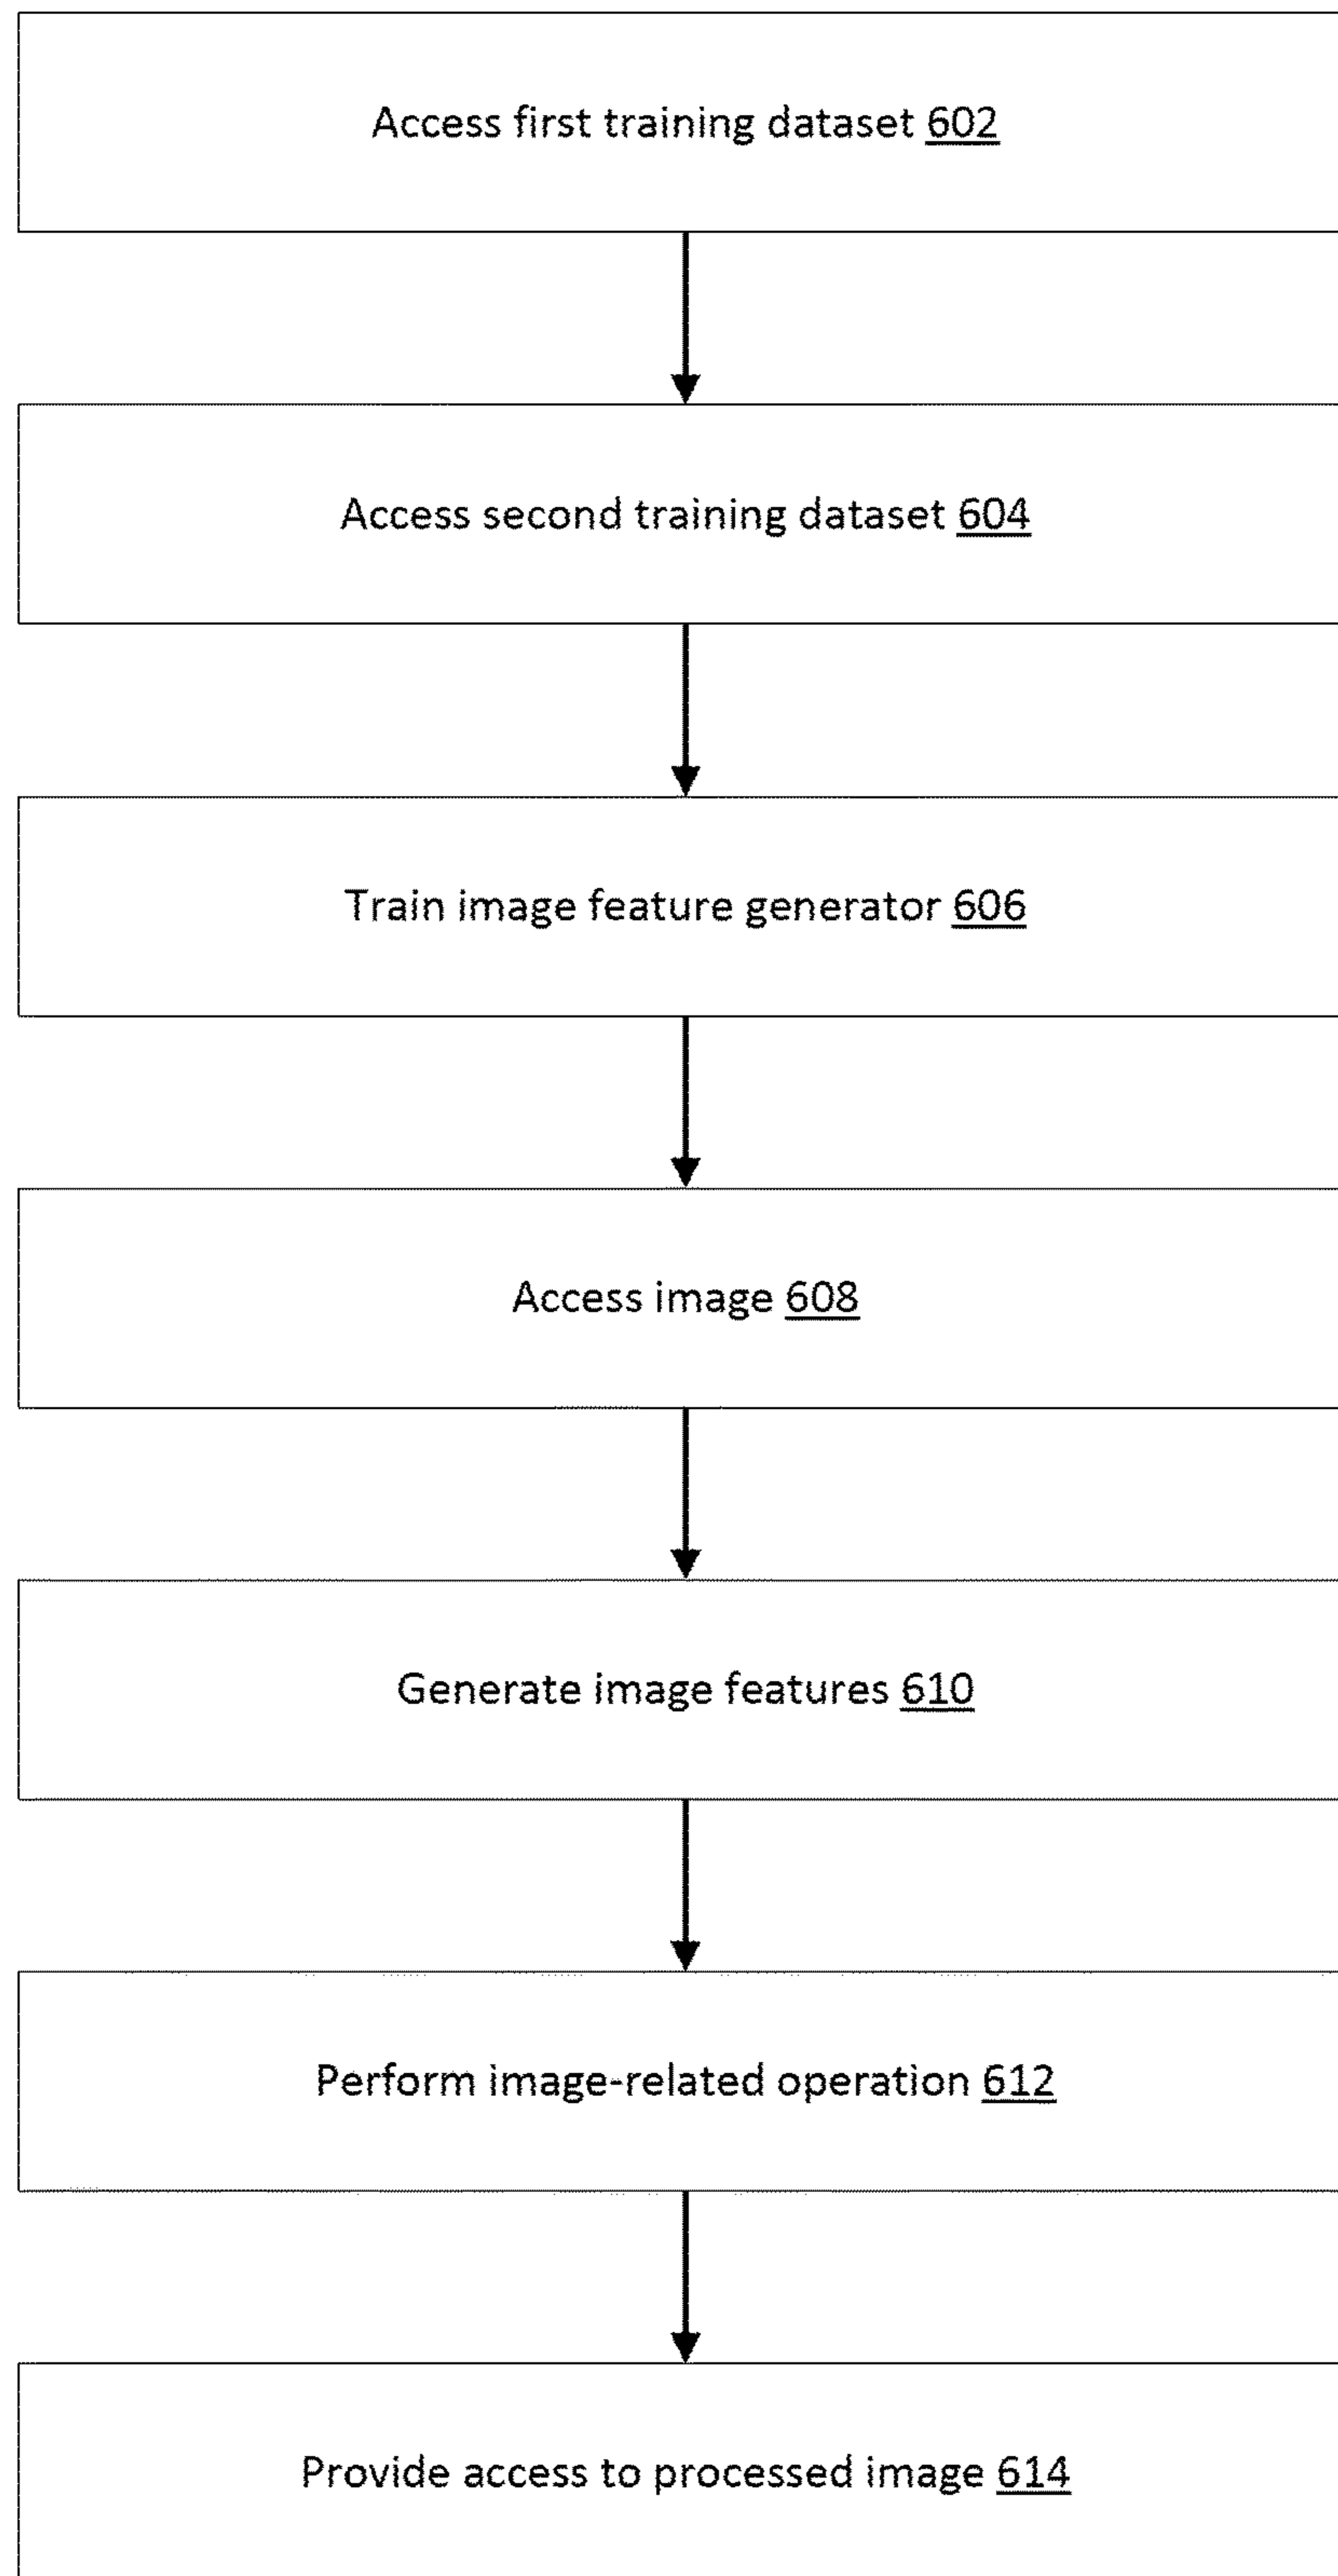 Access first training dataset 602
Access second training dataset 604
Train image feature generator 606
Access image 608
Generate image features 610
Perform image-related operation 612
Provide access to processed image 614